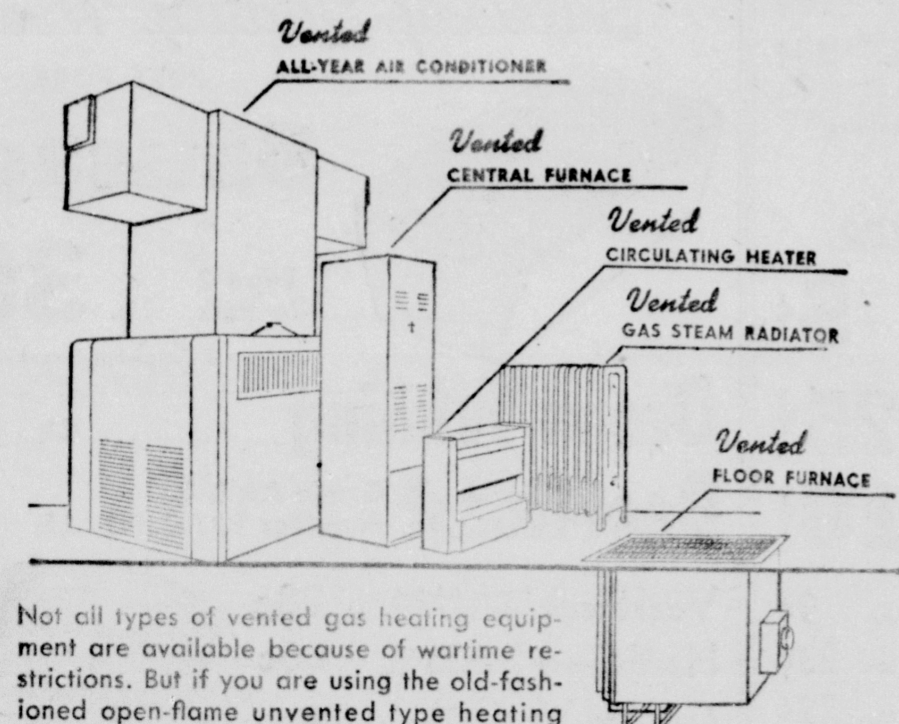 Vented
ALL-YEAR AIR CONDITIONER
Vented
CENTRAL FURNACE
Vented
CIRCULATING HEATER
Vented
GAS STEAM RADIATOR
Vented
FLOOR FURNACE
Not all types of vented gas heating equip-
ment are available because of wartime re-
strictions. But if you are using the old-fash-
ioned open-flame unvented type heating